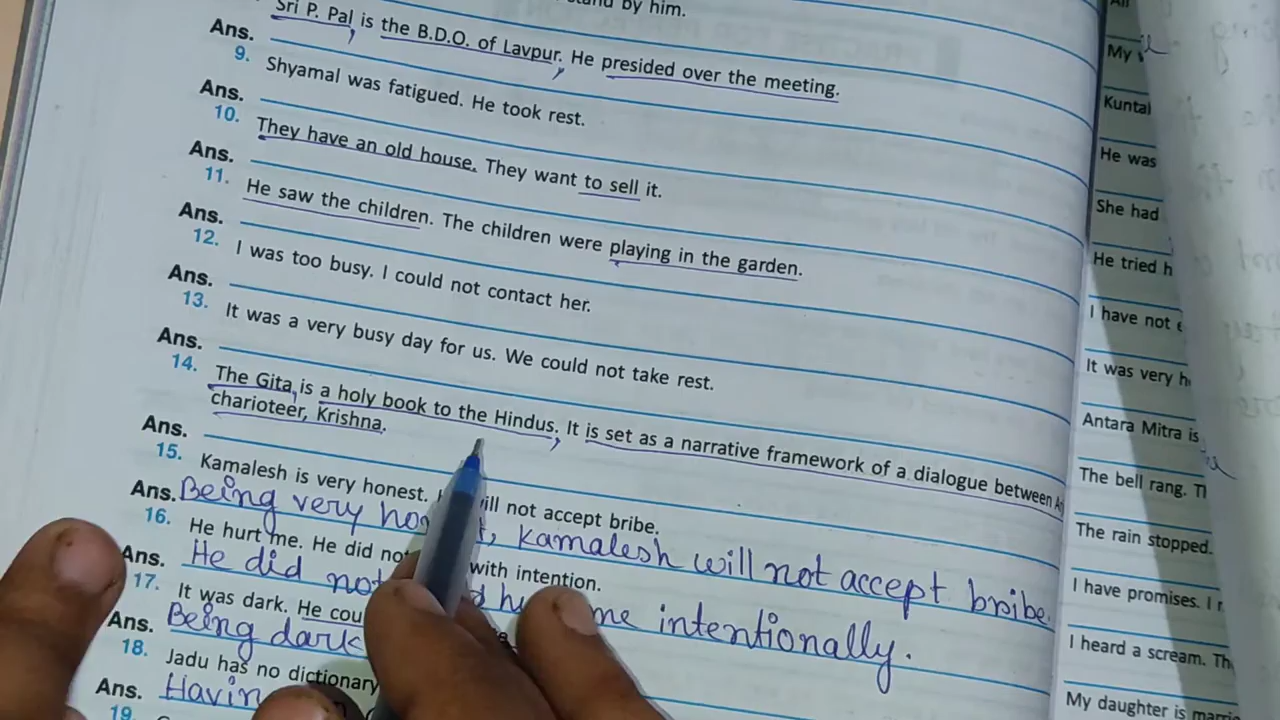 stand by him.
Sri P. Pal is the B.D.O. of Lavpur. He presided over the meeting.
Ans.
9. Shyamal was fatigued. He took rest.
Ans.
10. They have an old house. They want to sell it.
Ans.
11. He saw the children. The children were playing in the garden.
Ans.
12. I was too busy. I could not contact her.
Ans.
13. It was a very busy day for us. We could not take rest.
Ans.
14. The Gita, is a holy book to the Hindus. It is set as a narrative framework of a dialogue between
charioteer, Krishna.
Ans.
15. Kamalesh is very honest. will not accept bribe.
Ans. Being very kamalesh will not accept bribe.
16. He hurt me. He did with intention.
Ans. He did not me intentionally.
17. It was dark. He
Ans. Being dark
18. Jadu has no dictionary
Ans.
19.
My
Kuntal
He was
She had
He tried
I have not
It was very
Antara Mitra is
The bell rang.
The rain stopped.
I have promises. I
I heard a scream.
My daughter is